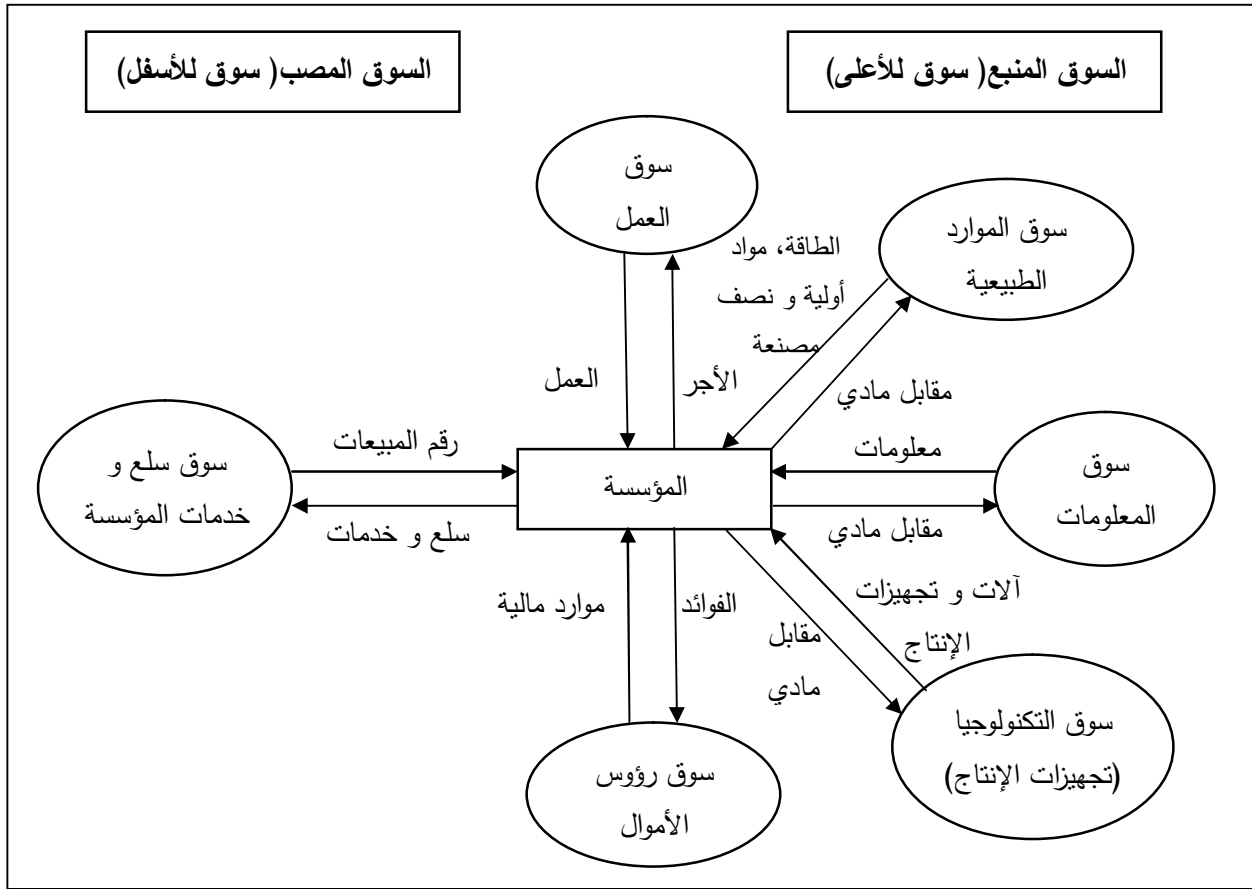 السوق المنبع( سوق للأعلى)
السوق المصب( سوق للأسفل)
سوق
العمل
سوق الموارد
الطبيعية
الطاقة، مواد
أولية و نصف
مصنعة
مقابل مادي
الأجر
العمل
سوق
المعلومات
معلومات
مقابل مادي
المؤسسة
رقم المبيعات
سلع و خدمات
سوق سلع و
خدمات المؤسسة
آلات و تجهيزات
الإنتاج
مقابل
مادي
الفوائد
موارد مالية
سوق التكنولوجيا
(تجهيزات الإنتاج)
سوق رؤوس
الأموال